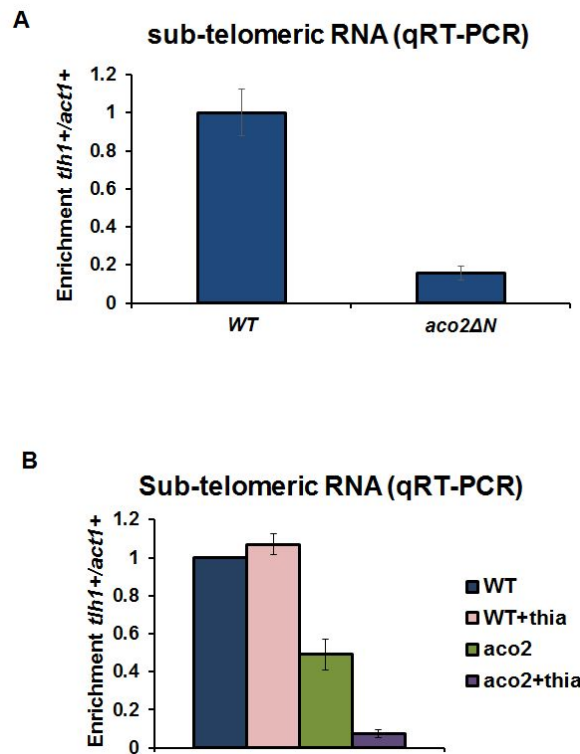 A
sub-telomeric RNA (qRT-PCR)
Enrichment tlh1+/act1+
1.2
1
0.8
0.6
0.4
0.2
0
WT
aco2ΔN
B
Sub-telomeric RNA (qRT-PCR)
Enrichment tlh1+/act1+
1.2
1
0.8
0.6
0.4
0.2
0
WT
WT+thia
aco2
aco2+thia